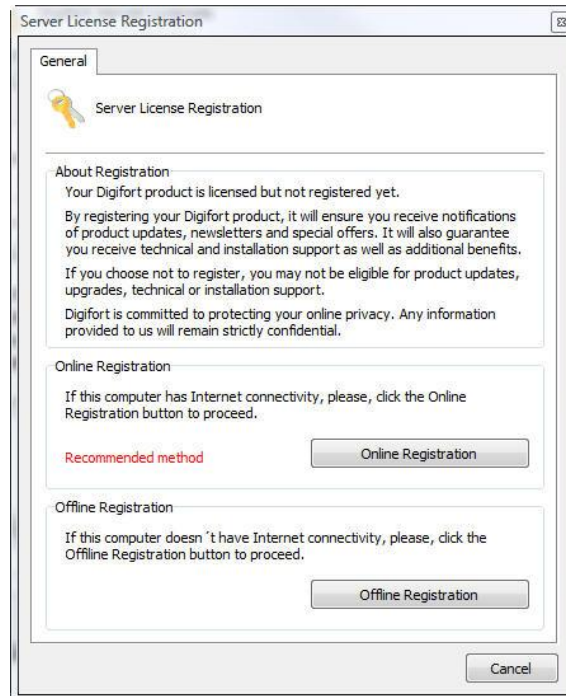 Server License Registration
General
Server License Registration
About Registration
Your Digifort product is licensed but not registered yet.
By registering your Digifort product, it will ensure you receive notifications
of product updates, newsletters and special offers. It will also guarantee
you receive technical and installation support as well as additional benefits.
If you choose not to register, you may not be eligible for product updates,
upgrades, technical or installation support.
Digifort is committed to protecting your online privacy. Any information
provided to us will remain strictly confidential.
Online Registration
If this computer has Internet connectivity, please, click the Online
Registration button to proceed.
Recommended method
Online Registration
Offline Registration
If this computer doesn´t have Internet connectivity, please, click the
Offiline Registration button to proceed.
Offline Registration
Cancel